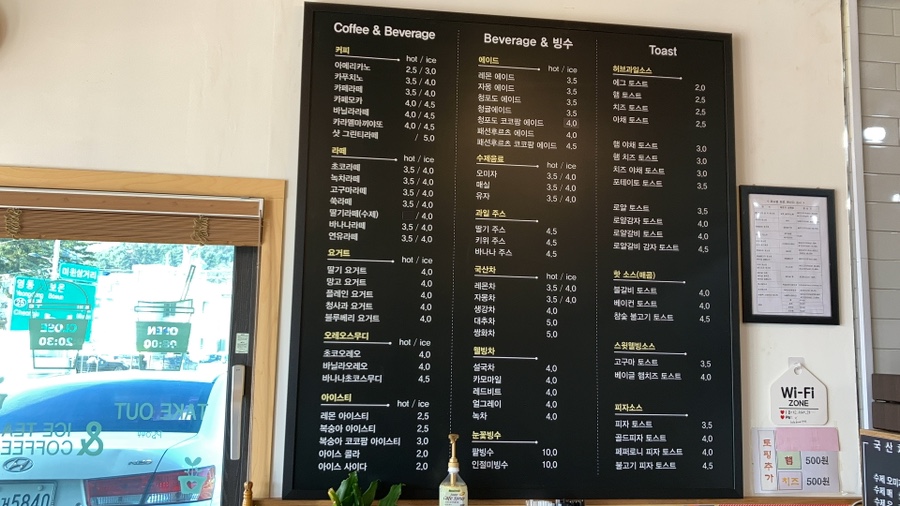 Coffee & Beverage
커피 hot / ice
아메리카노 2,5 / 3,0
카푸치노 3,5 / 4,0
카페라떼 3,5 / 4,0
카페모카 4,0 / 4,5
바닐라라떼 4,0 / 4,5
카라멜마끼야또 4,0 / 4,5
샷 그린티라떼 / 5,0
라떼 hot / ice
초코라떼 3,5 / 4,0
녹차라떼 3,5 / 4,0
고구마라떼 3,5 / 4,0
쑥라떼 3,5 / 4,0
딸기라떼(수제) / 4,0
바나나라떼 3,5 / 4,0
연유라떼 3,5 / 4,0
요거트 hot / ice
딸기 요거트 4,0
망고 요거트 4,0
플레인 요거트 4,0
청사과 요거트 4,0
블루베리 요거트 4,0
오레오스무디 hot / ice
초코오레오 4,0
바닐라오레오 4,0
바나나초코스무디 4,5
아이스티 hot / ice
레몬 아이스티 2,5
복숭아 아이스티 2,5
복숭아 코코팜 아이스티 3,0
아이스 콜라 2,0
아이스 사이다 2,0
Beverage & 빙수
에이드 hot / ice
레몬 에이드 3,5
자몽 에이드 3,5
청포도 에이드 3,5
청귤에이드 3,5
청포도 코코팜 에이드 4,0
패션후르츠 에이드 4,0
패션후르츠 코코팜 에이드 4,5
수제음료 hot / ice
오미자 3,5 / 4,0
매실 3,5 / 4,0
유자 3,5 / 4,0
과일 주스
딸기 주스 4,5
키위 주스 4,5
바나나 주스 4,5
국산차 hot / ice
레몬차 3,5 / 4,0
자몽차 3,5 / 4,0
생강차 4,0
대추차 5,0
쌍화차 5,0
웰빙차
설국차 4,0
카모마일 4,0
레드비트 4,0
얼그레이 4,0
녹차 4,0
눈꽃빙수
팥빙수 10,0
인절미빙수 10,0
Toast
허브과일소스
에그 토스트 2,0
햄 토스트 2,5
치즈 토스트 2,5
야채 토스트 2,5
햄 야채 토스트 3,0
햄 치즈 토스트 3,0
치즈 야채 토스트 3,0
포테이토 토스트 3,5
로얄 토스트 3,5
로얄감자 토스트 4,0
로얄갈비 토스트 4,0
로얄갈비 감자 토스트 4,5
핫 소스(매콤)
불갈비 토스트 4,0
베이컨 토스트 4,0
참숯 불고기 토스트 4,5
스윗웰빙소스
고구마 토스트 3,5
베이글 햄치즈 토스트 4,0
피자소스
피자 토스트 3,5
골드피자 토스트 4,0
페퍼로니 피자 토스트 4,0
불고기 피자 토스트 4,5
Wi-Fi
ZONE
토핑추가
햄 500원
치즈 500원
국산
수제 오미
수제 매
수제 유
영동 보은
OPEN
08:00
CLOSE
20:30
TAKE OUT
ICE TEA
& COFFEE
5840